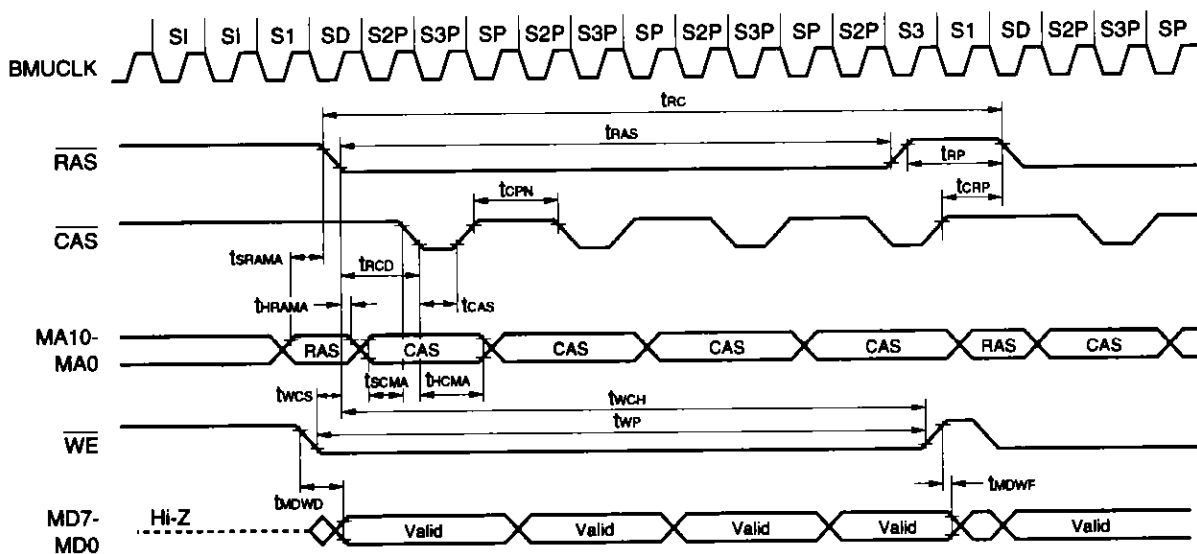 SI SI S1 SD S2P S3P SP S2P S3P SP S2P S3P SP S2P S3P SP S2P S3 S1 SD S2P S3P SP
BMUCLK
tRC
tRAS
RAS
tRP
tCPN
tCRP
CAS
tSRAMA
tRCD
tHRAMA
tCAS
MA10-
MA0
RAS CAS CAS CAS CAS RAS CAS
tSCMA tHCMA
tWCS
tWCH
tWP
WE
tMDWD
tMDWF
MD7-
MD0
Hi-Z
Valid Valid Valid Valid Valid